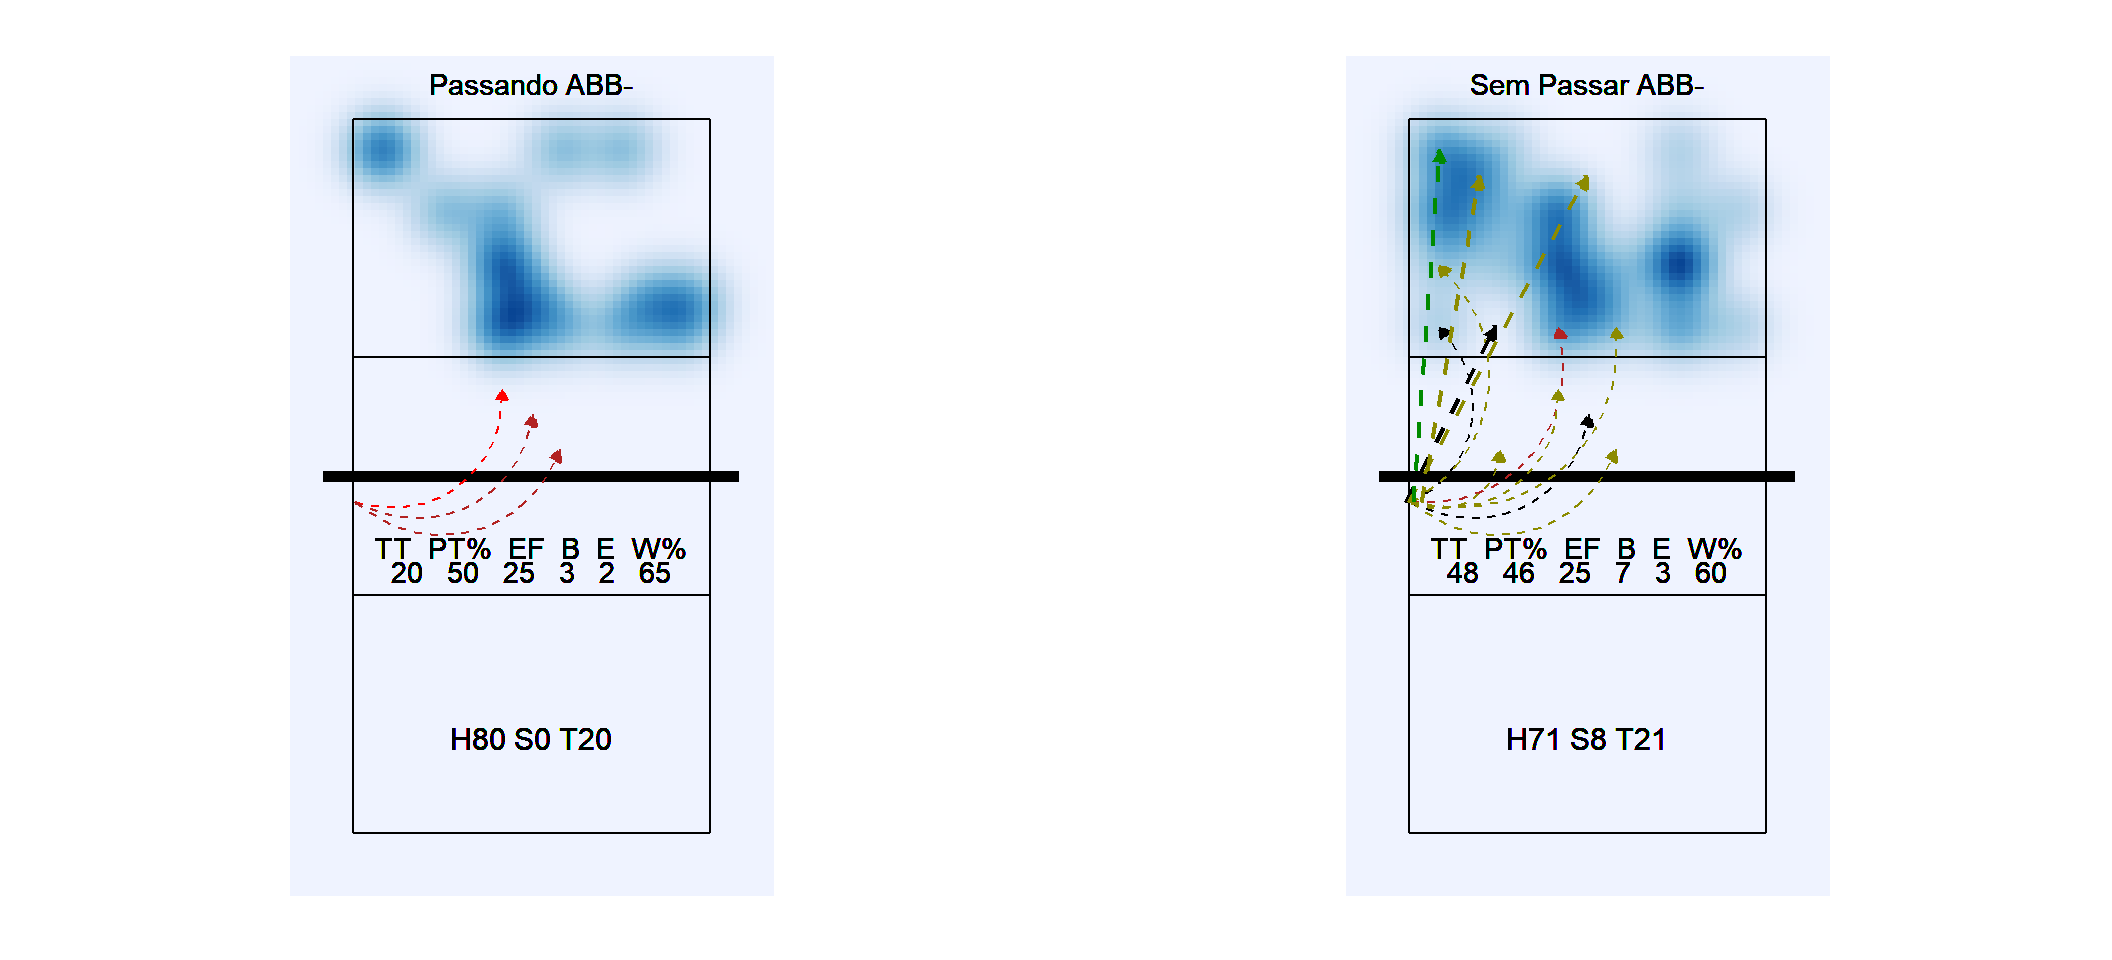 Passando ABB-
TT PT% EF B E W%
20 50 25 3 2 65
H80 S0 T20
Sem Passar ABB-
TT PT% EF B E W%
48 46 25 7 3 60
H71 S8 T21